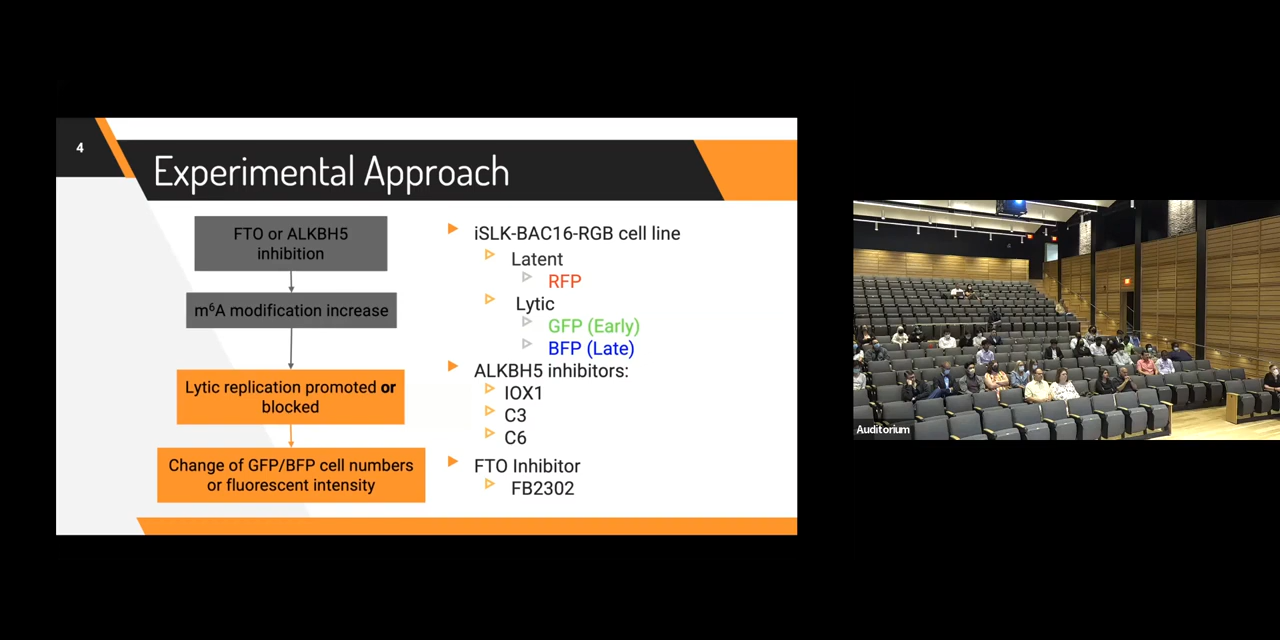 4
Experimental Approach
FTO or ALKBH5
inhibition
m⁶A modification increase
Lytic replication promoted or
blocked
Change of GFP/BFP cell numbers
or fluorescent intensity
iSLK-BAC16-RGB cell line
Latent
RFP
Lytic
GFP (Early)
BFP (Late)
ALKBH5 inhibitors:
IOX1
C3
C6
FTO Inhibitor
FB2302
Auditorium